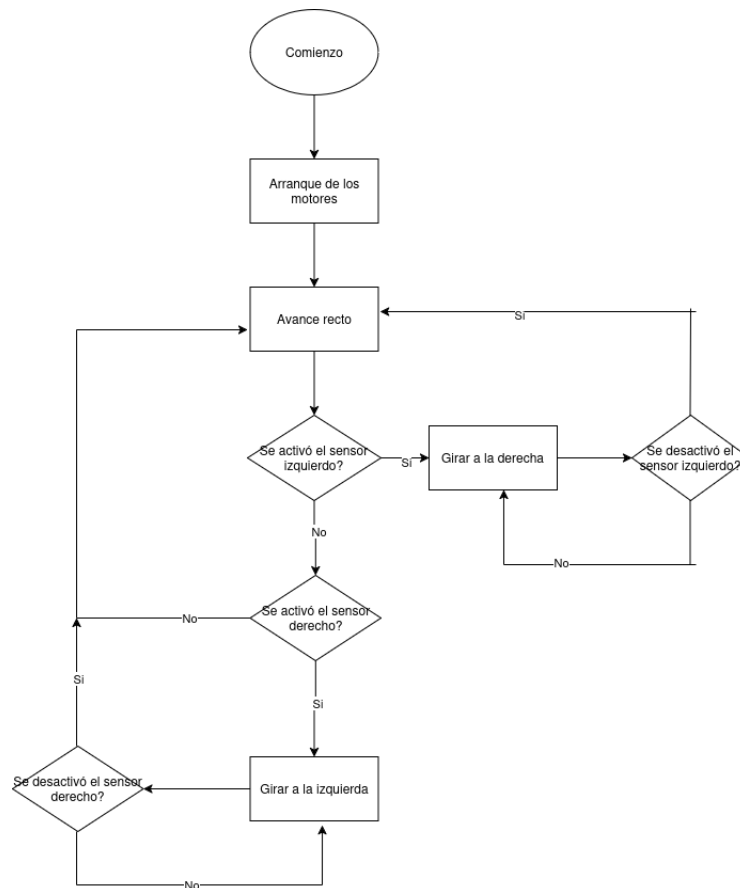 Comienzo
Arranque de los
motores
Avance recto
Si
Se activó el sensor
izquierdo?
Si
Girar a la derecha
Se desactivó el
sensor izquierdo?
No
No
Se activó el sensor
derecho?
No
Si
Si
Se desactivó el sensor
derecho?
Girar a la izquierda
No